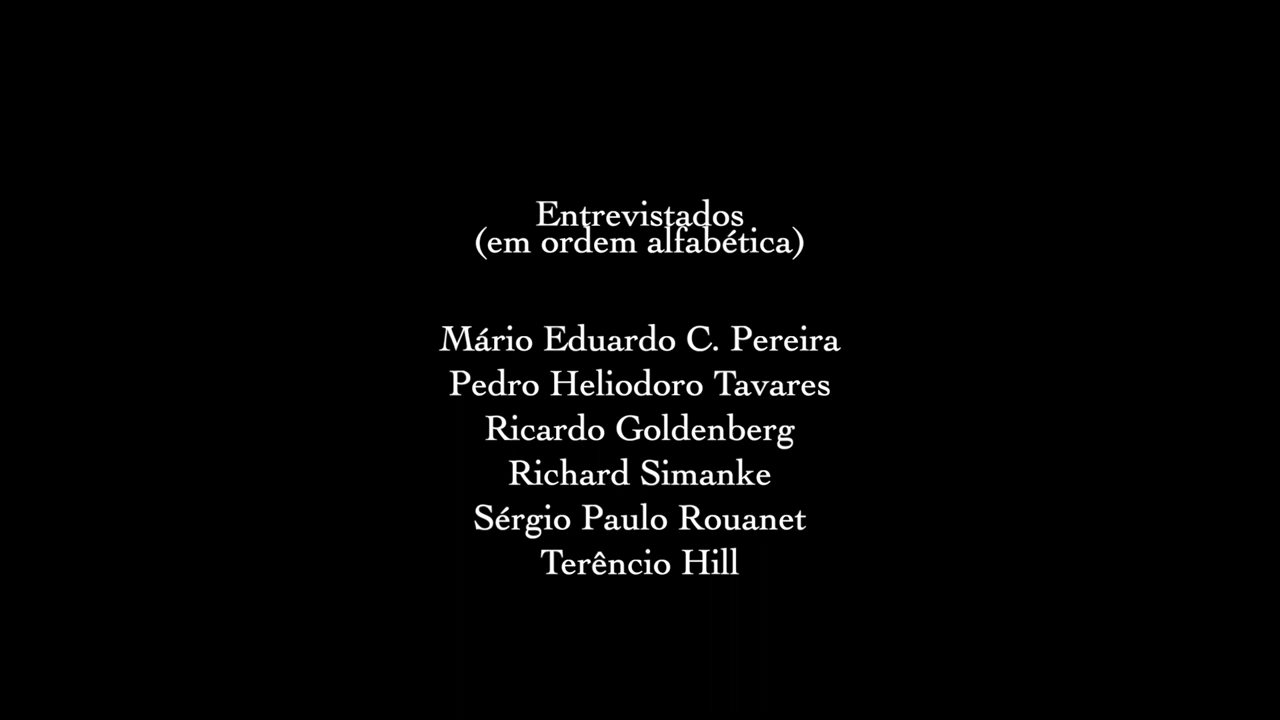 Entrevistados
(em ordem alfabética)
Mário Eduardo C. Pereira
Pedro Heliodoro Tavares
Ricardo Goldenberg
Richard Simanke
Sérgio Paulo Rouanet
Terêncio Hill